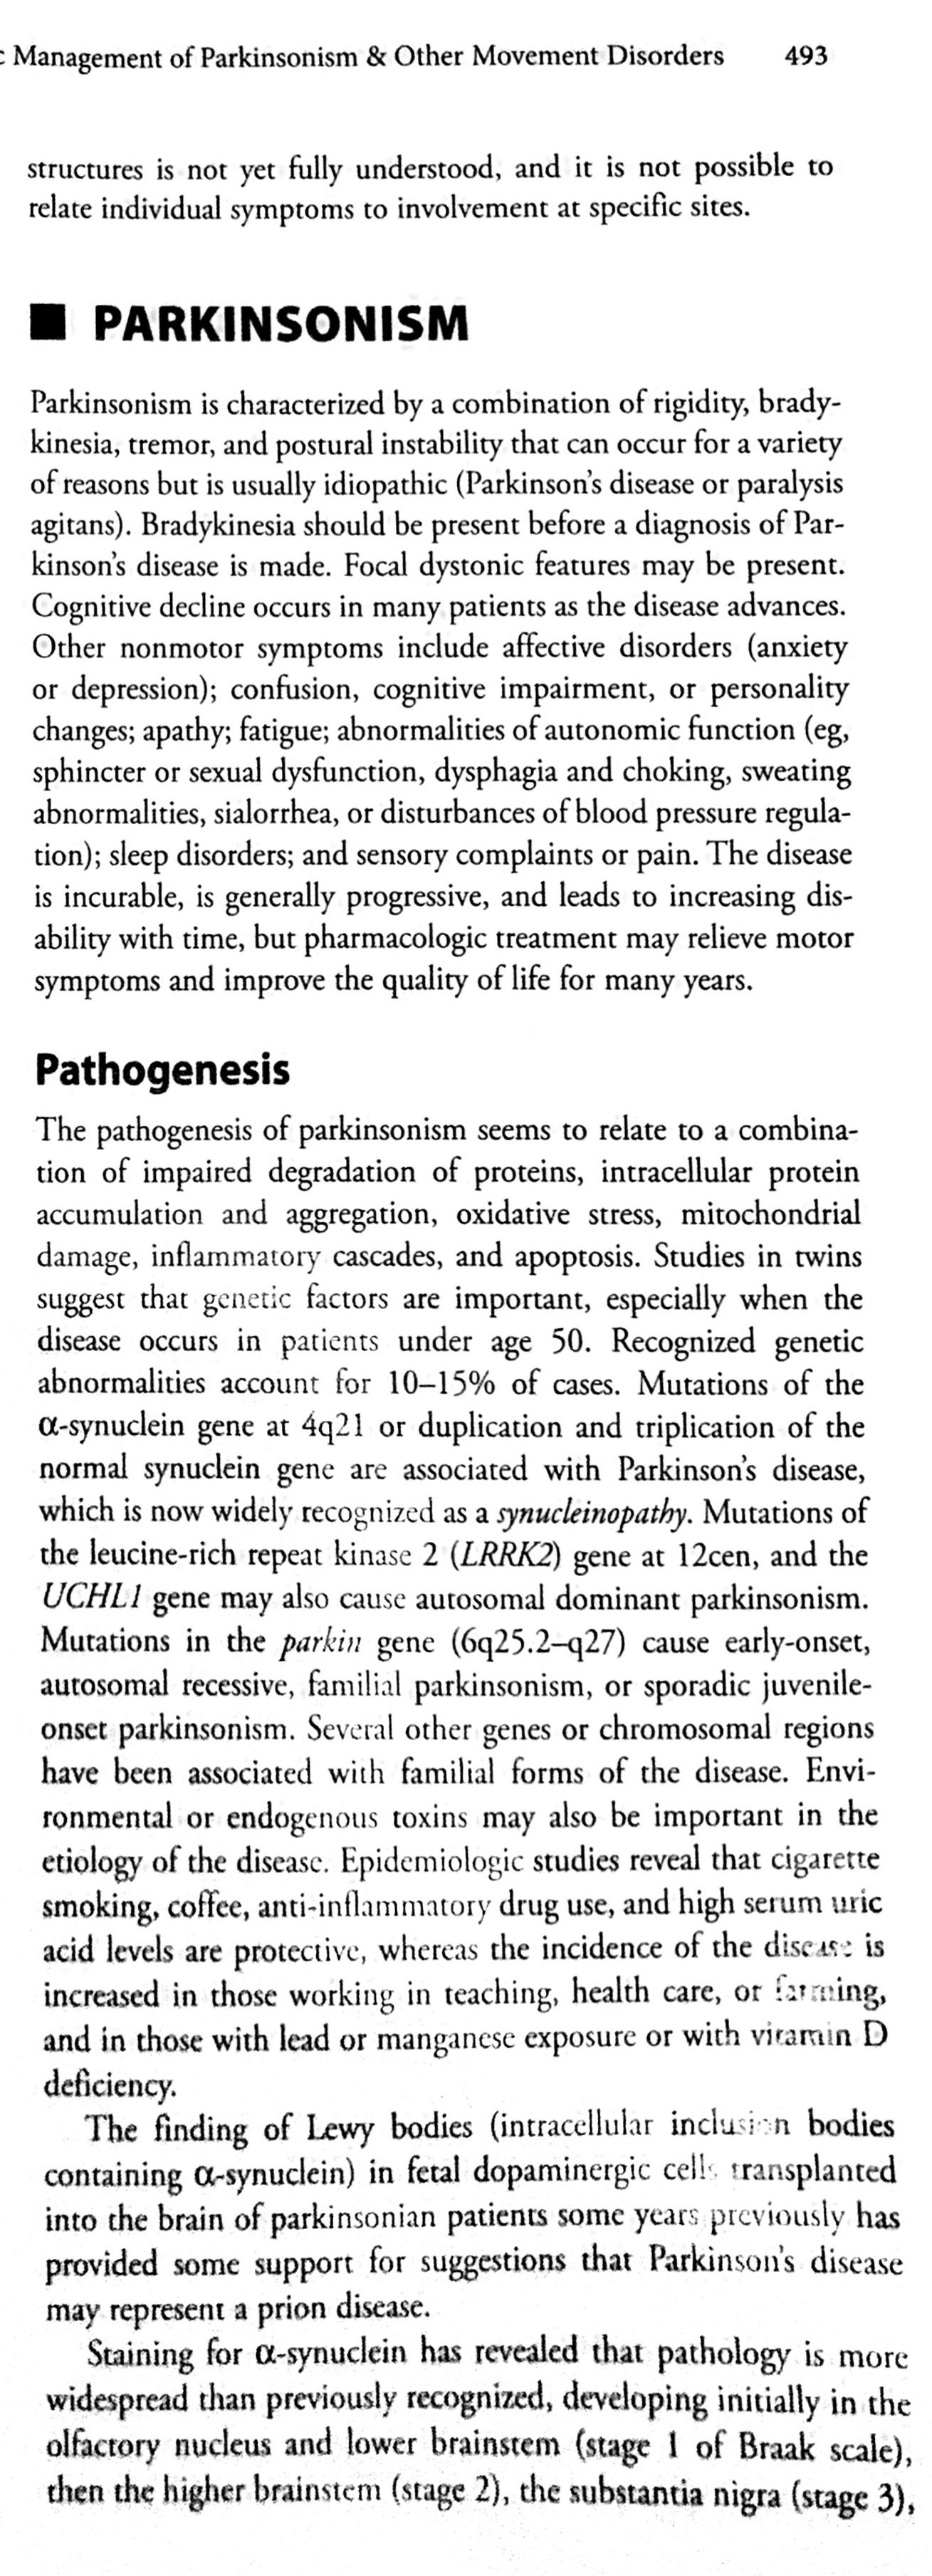 Management of Parkinsonism & Other Movement Disorders 493
structures is not yet fully understood, and it is not possible to
relate individual symptoms to involvement at specific sites.
■ PARKINSONISM
Parkinsonism is characterized by a combination of rigidity, brady-
kinesia, tremor, and postural instability that can occur for a variety
of reasons but is usually idiopathic (Parkinson's disease or paralysis
agitans). Bradykinesia should be present before a diagnosis of Par-
kinson's disease is made. Focal dystonic features may be present.
Cognitive decline occurs in many patients as the disease advances.
Other nonmotor symptoms include affective disorders (anxiety
or depression); confusion, cognitive impairment, or personality
changes; apathy; fatigue; abnormalities of autonomic function (eg,
sphincter or sexual dysfunction, dysphagia and choking, sweating
abnormalities, sialorrhea, or disturbances of blood pressure regula-
tion); sleep disorders; and sensory complaints or pain. The disease
is incurable, is generally progressive, and leads to increasing dis-
ability with time, but pharmacologic treatment may relieve motor
symptoms and improve the quality of life for many years.
Pathogenesis
The pathogenesis of parkinsonism seems to relate to a combina-
tion of impaired degradation of proteins, intracellular protein
accumulation and aggregation, oxidative stress, mitochondrial
damage, inflammatory cascades, and apoptosis. Studies in twins
suggest that genetic factors are important, especially when the
disease occurs in patients under age 50. Recognized genetic
abnormalities account for 10–15% of cases. Mutations of the
α-synuclein gene at 4q21 or duplication and triplication of the
normal synuclein gene are associated with Parkinson's disease,
which is now widely recognized as a synucleinopathy. Mutations of
the leucine-rich repeat kinase 2 (LRRK2) gene at 12cen, and the
UCHL1 gene may also cause autosomal dominant parkinsonism.
Mutations in the parkin gene (6q25.2–q27) cause early-onset,
autosomal recessive, familial parkinsonism, or sporadic juvenile-
onset parkinsonism. Several other genes or chromosomal regions
have been associated with familial forms of the disease. Envi-
ronmental or endogenous toxins may also be important in the
etiology of the disease. Epidemiologic studies reveal that cigarette
smoking, coffee, anti-inflammatory drug use, and high serum uric
acid levels are protective, whereas the incidence of the disease is
increased in those working in teaching, health care, or farming,
and in those with lead or manganese exposure or with vitamin D
deficiency.
The finding of Lewy bodies (intracellular inclusion bodies
containing α-synuclein) in fetal dopaminergic cells transplanted
into the brain of parkinsonian patients some years previously has
provided some support for suggestions that Parkinson's disease
may represent a prion disease.
Staining for α-synuclein has revealed that pathology is more
widespread than previously recognized, developing initially in the
olfactory nucleus and lower brainstem (stage 1 of Braak scale),
then the higher brainstem (stage 2), the substantia nigra (stage 3),